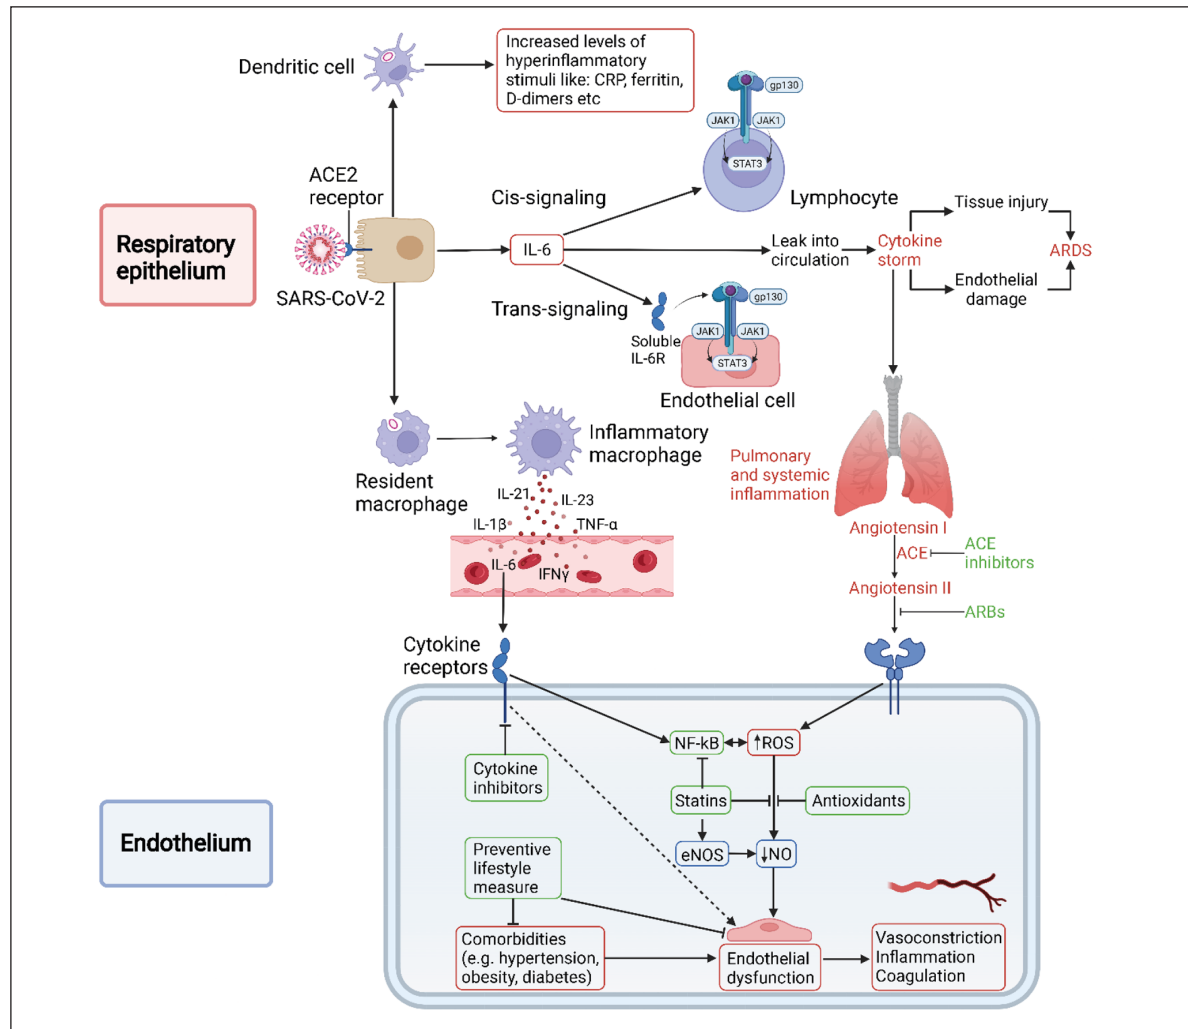 Increased levels of
hyperinflammatory
stimuli like: CRP, ferritin,
D-dimers etc
Dendritic cell
gp130
JAK1
JAK1
STAT3
ACE2
receptor
Cis-signaling
Lymphocyte
Tissue injury
Respiratory
epithelium
IL-6
Leak into
circulation
Cytokine
storm
ARDS
SARS-CoV-2
Trans-signaling
Endothelial
damage
gp130
Soluble
IL-6R
JAK1
JAK1
STAT3
Endothelial cell
Inflammatory
macrophage
Resident
macrophage
Pulmonary
and systemic
inflammation
IL-21
IL-23
IL-1β
TNF-α
IL-6
IFNγ
Angiotensin I
ACE
ACE
inhibitors
Angiotensin II
ARBs
Cytokine
receptors
NF-kB
↑ROS
Cytokine
inhibitors
Statins
Antioxidants
Endothelium
eNOS
↓NO
Preventive
lifestyle
measure
Comorbidities
(e.g. hypertension,
obesity, diabetes)
Endothelial
dysfunction
Vasoconstriction
Inflammation
Coagulation